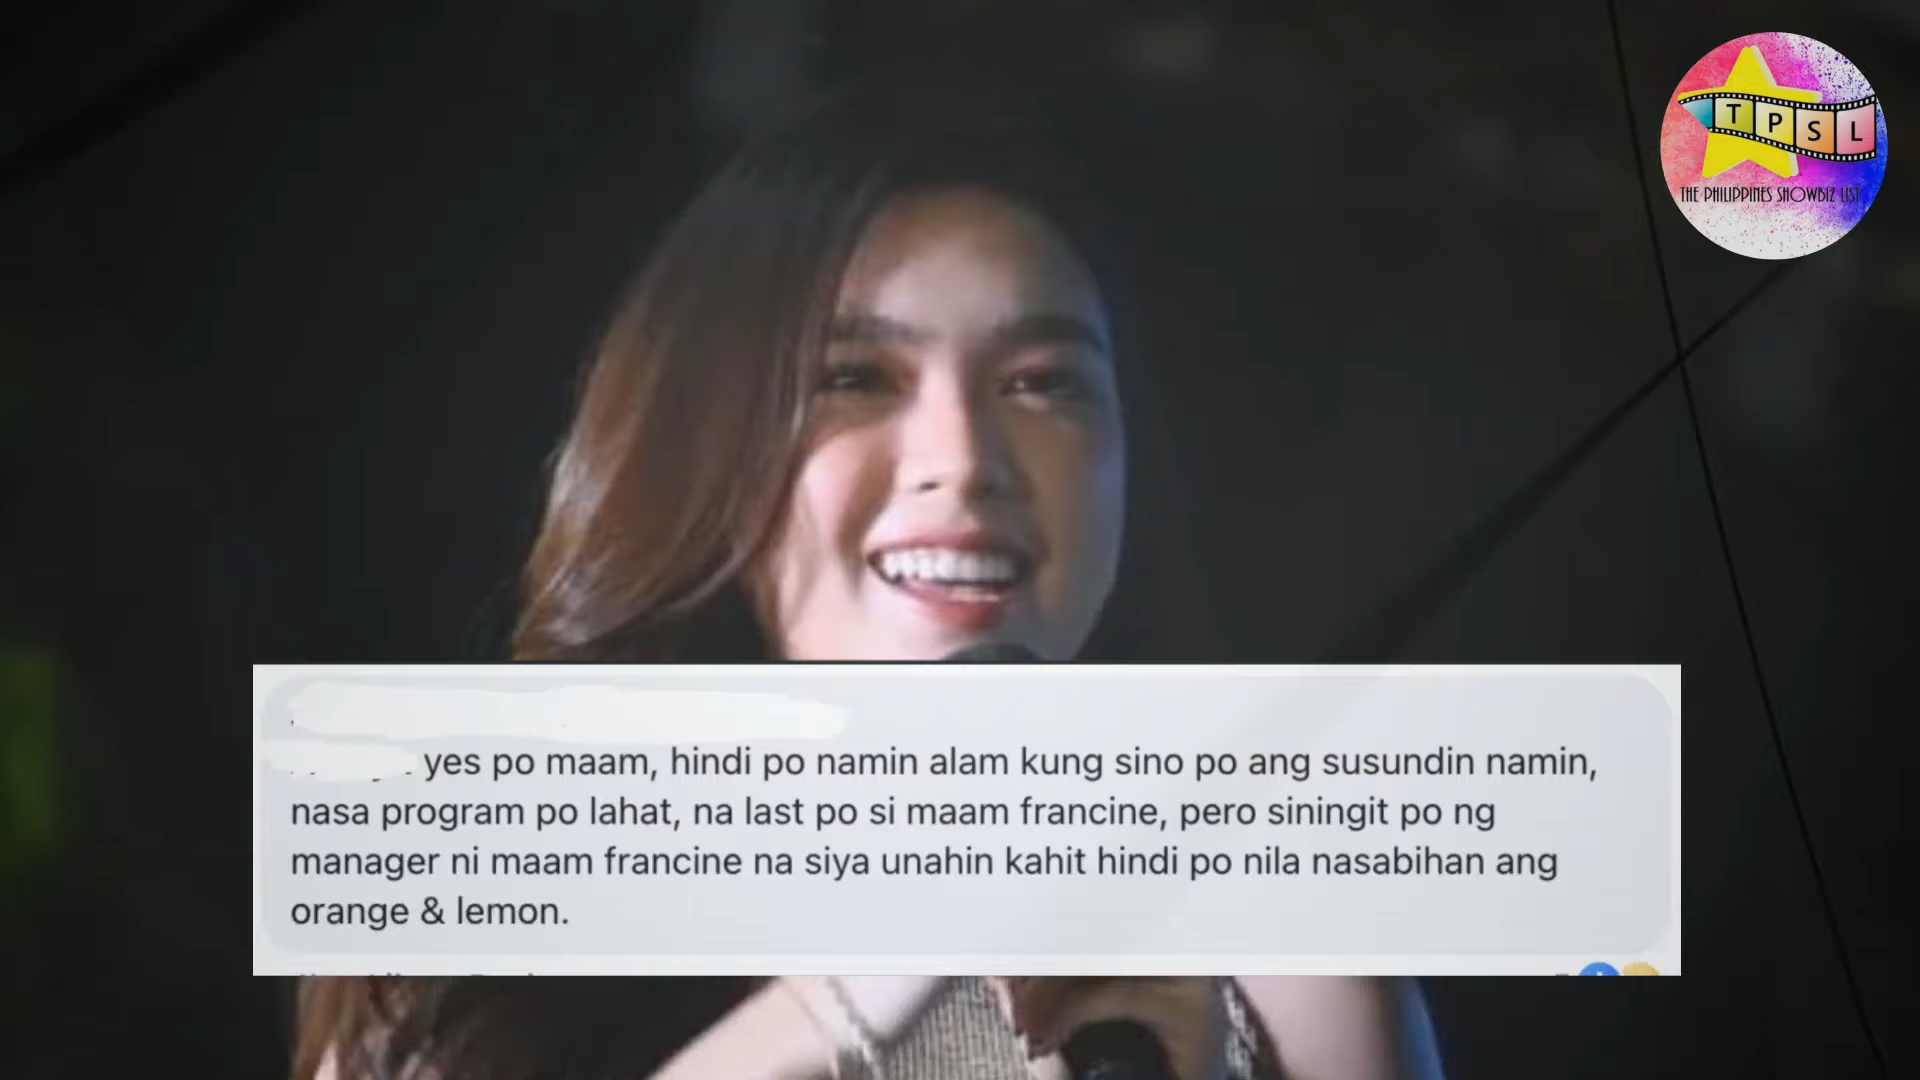 T P S L
THE PHILIPPINES SHOWBIZ LIST
yes po maam, hindi po namin alam kung sino po ang susundin namin,
nasa program po lahat, na last po si maam francine, pero siningit po ng
manager ni maam francine na siya unahin kahit hindi po nila nasabihan ang
orange & lemon.